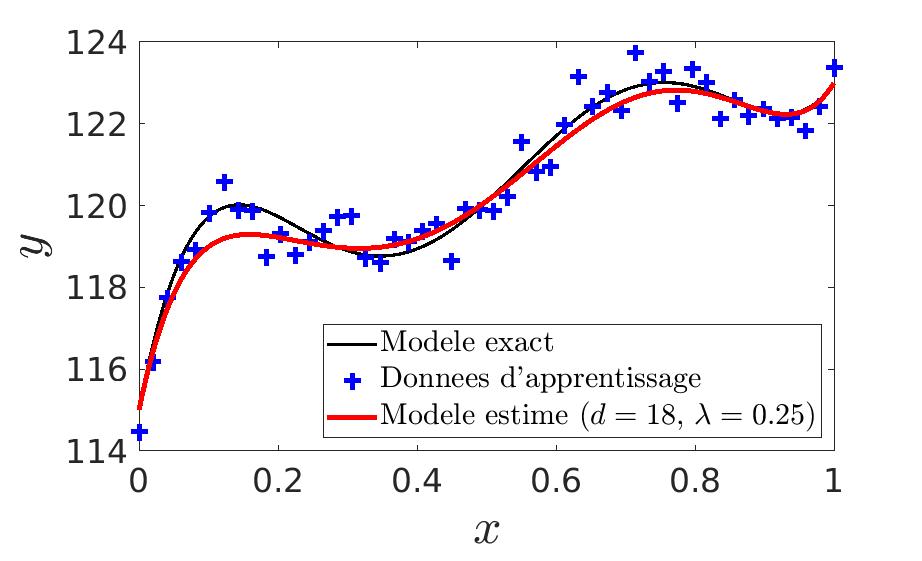 124
122
120
118
116
114
y
Modele exact
Donnees d'apprentissage
Modele estime (d = 18, λ = 0.25)
0 0.2 0.4 0.6 0.8 1
x